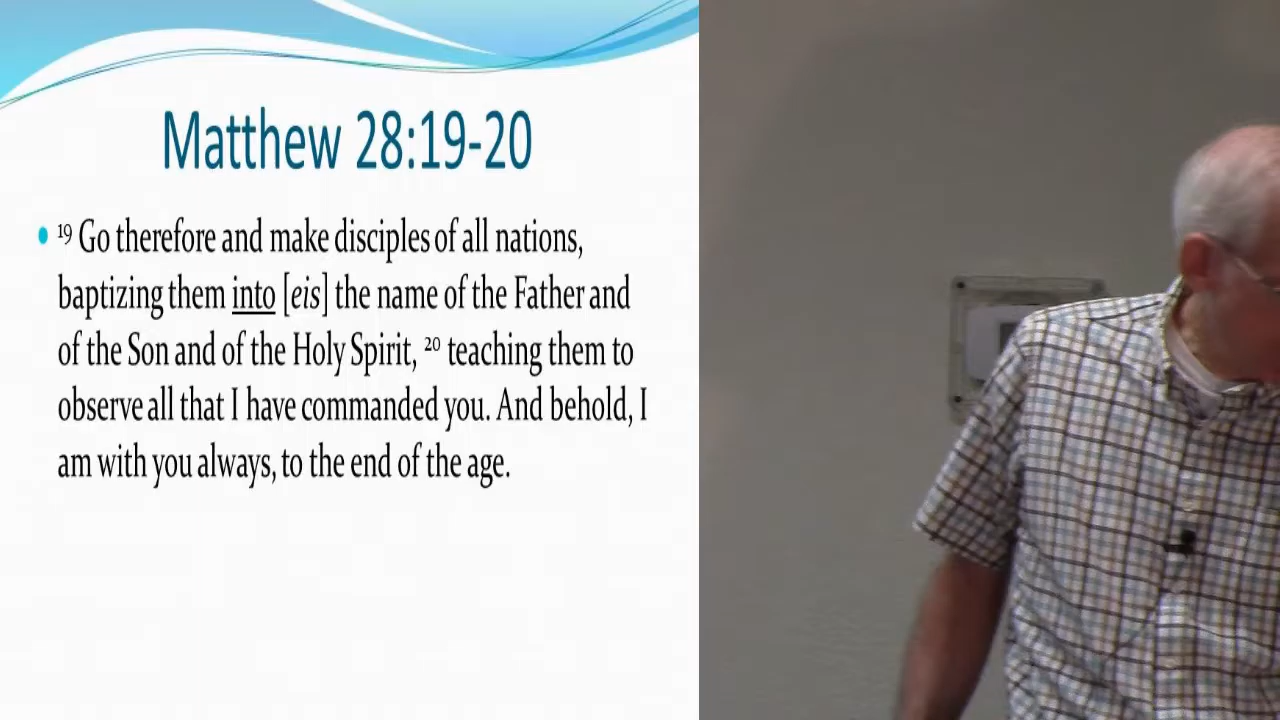 Matthew 28:19-20
• ¹⁹ Go therefore and make disciples of all nations,
baptizing them into [eis] the name of the Father and
of the Son and of the Holy Spirit, ²⁰ teaching them to
observe all that I have commanded you. And behold, I
am with you always, to the end of the age.